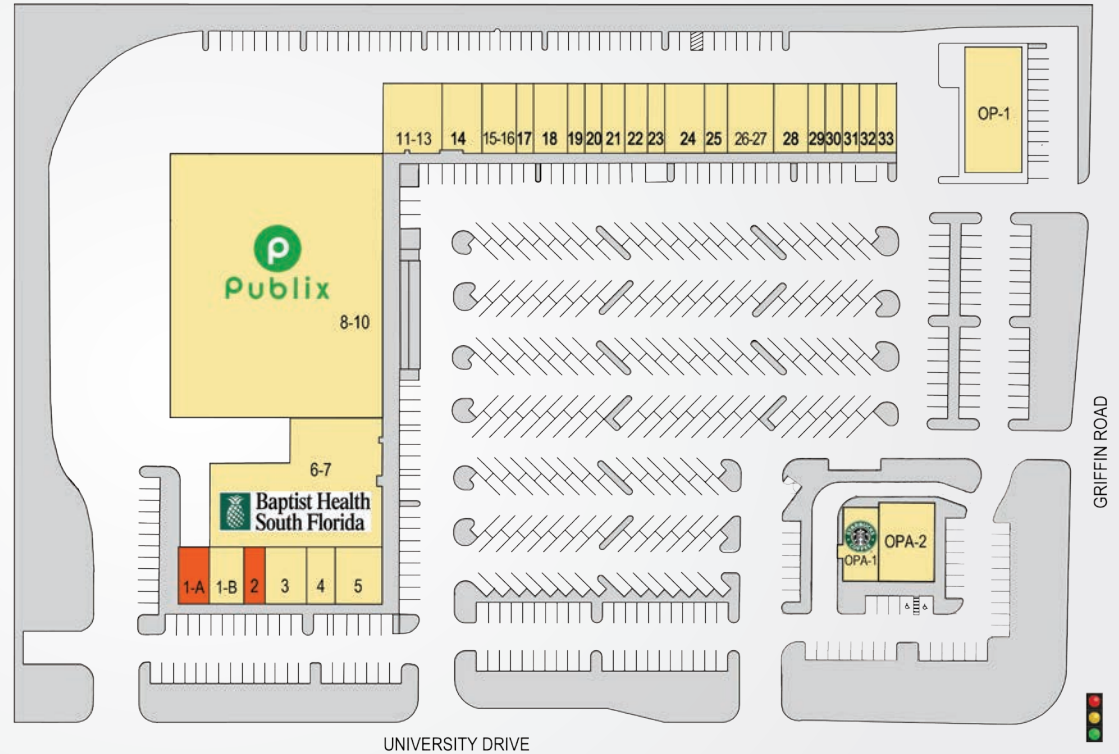 11-13 14 15-16 17 18 19 20 21 22 23 24 25 26-27 28 29 30 31 32 33
OP-1
Publix
8-10
6-7
Baptist Health
South Florida
1-A 1-B 2 3 4 5
OPA-1
OPA-2
GRIFFIN ROAD
UNIVERSITY DRIVE